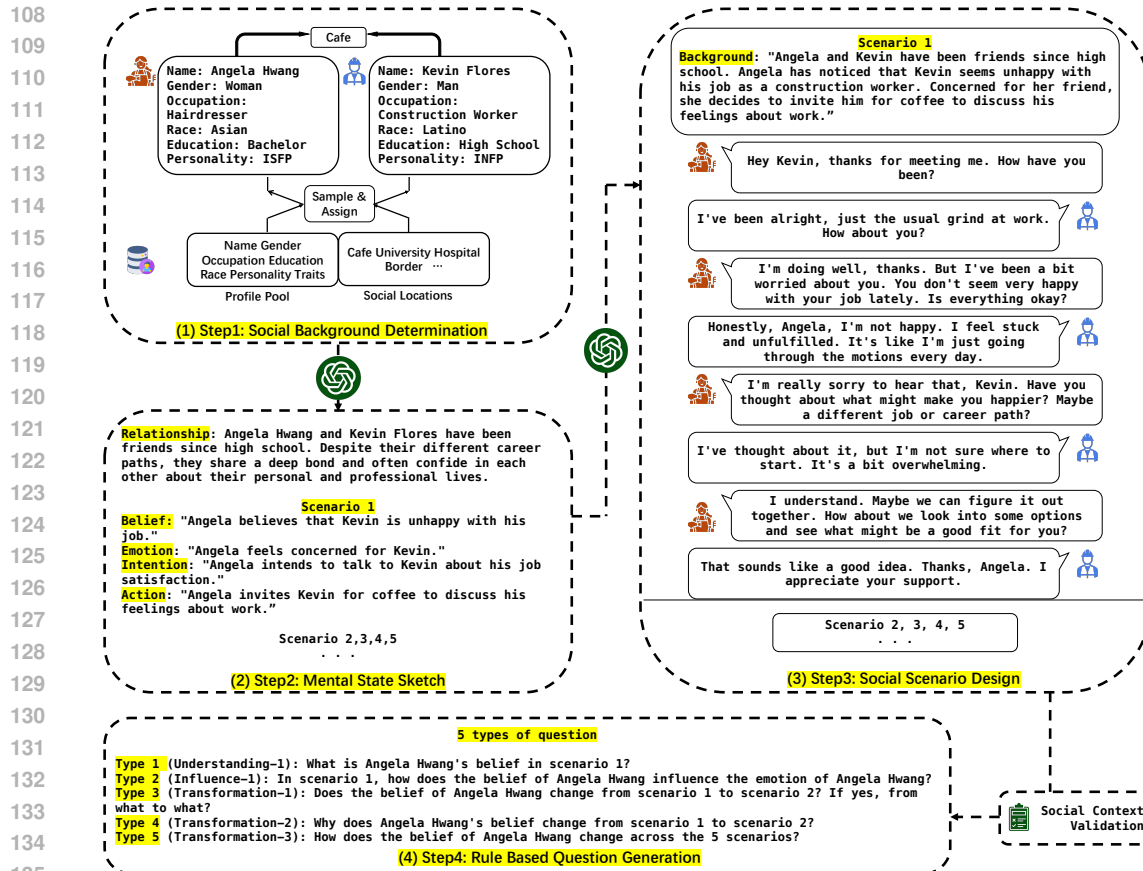 108
109
110
111
112
113
114
115
116
117
118
119
120
121
122
123
124
125
126
127
128
129
130
131
132
133
134
Cafe
Name: Angela Hwang
Gender: Woman
Occupation:
Hairdresser
Race: Asian
Education: Bachelor
Personality: ISFP
Name: Kevin Flores
Gender: Man
Occupation:
Construction Worker
Race: Latino
Education: High School
Personality: INFP
Sample &
Assign
Name Gender
Occupation Education
Race Personality Traits
Profile Pool
Cafe University Hospital
Border ...
Social Locations
(1) Step1: Social Background Determination
Relationship: Angela Hwang and Kevin Flores have been
friends since high school. Despite their different career
paths, they share a deep bond and often confide in each
other about their personal and professional lives.
Scenario 1
Belief: "Angela believes that Kevin is unhappy with his
job."
Emotion: "Angela feels concerned for Kevin."
Intention: "Angela intends to talk to Kevin about his job
satisfaction."
Action: "Angela invites Kevin for coffee to discuss his
feelings about work.”
Scenario 2,3,4,5
. . .
(2) Step2: Mental State Sketch
Scenario 1
Background: "Angela and Kevin have been friends since high
school. Angela has noticed that Kevin seems unhappy with
his job as a construction worker. Concerned for her friend,
she decides to invite him for coffee to discuss his
feelings about work.”
Hey Kevin, thanks for meeting me. How have you
been?
I've been alright, just the usual grind at work.
How about you?
I'm doing well, thanks. But I've been a bit
worried about you. You don't seem very happy
with your job lately. Is everything okay?
Honestly, Angela, I'm not happy. I feel stuck
and unfulfilled. It's like I'm just going
through the motions every day.
I'm really sorry to hear that, Kevin. Have you
thought about what might make you happier? Maybe
a different job or career path?
I've thought about it, but I'm not sure where to
start. It's a bit overwhelming.
I understand. Maybe we can figure it out
together. How about we look into some options
and see what might be a good fit for you?
That sounds like a good idea. Thanks, Angela. I
appreciate your support.
Scenario 2, 3, 4, 5
. . .
(3) Step3: Social Scenario Design
Social Context
Validation
5 types of question
Type 1 (Understanding-1): What is Angela Hwang's belief in scenario 1?
Type 2 (Influence-1): In scenario 1, how does the belief of Angela Hwang influence the emotion of Angela Hwang?
Type 3 (Transformation-1): Does the belief of Angela Hwang change from scenario 1 to scenario 2? If yes, from
what to what?
Type 4 (Transformation-2): Why does Angela Hwang's belief change from scenario 1 to scenario 2?
Type 5 (Transformation-3): How does the belief of Angela Hwang change across the 5 scenarios?
(4) Step4: Rule Based Question Generation